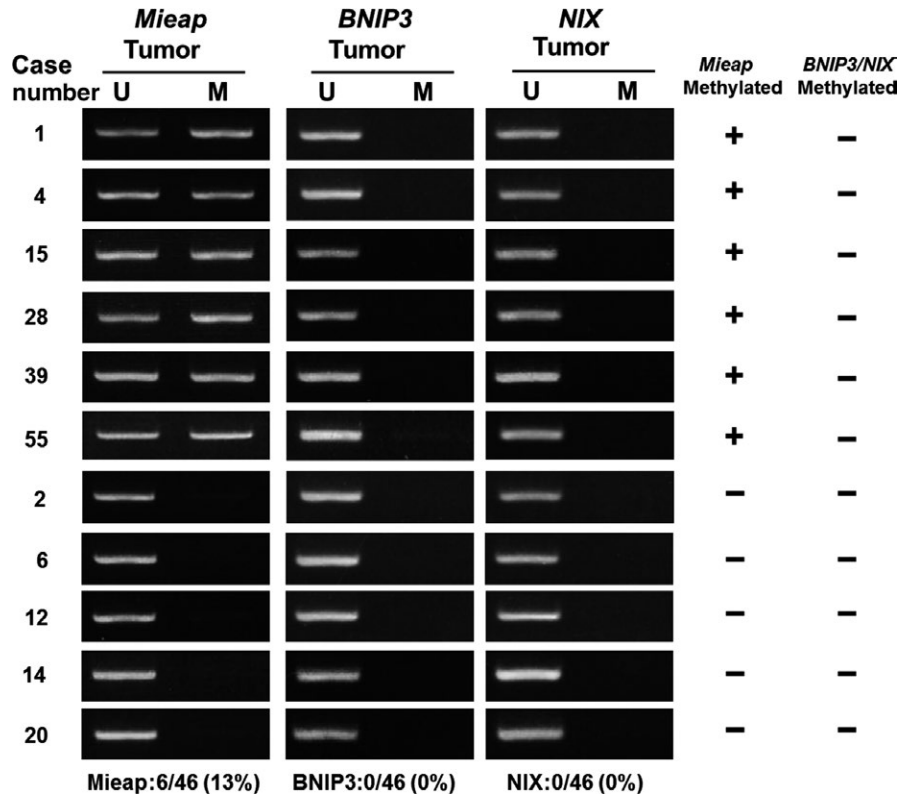 Mieap BNIP3 NIX
Tumor Tumor Tumor
Case number U M U M U M Mieap Methylated BNIP3/NIX Methylated
1 + −
4 + −
15 + −
28 + −
39 + −
55 + −
2 − −
6 − −
12 − −
14 − −
20 − −
Mieap:6/46 (13%) BNIP3:0/46 (0%) NIX:0/46 (0%)